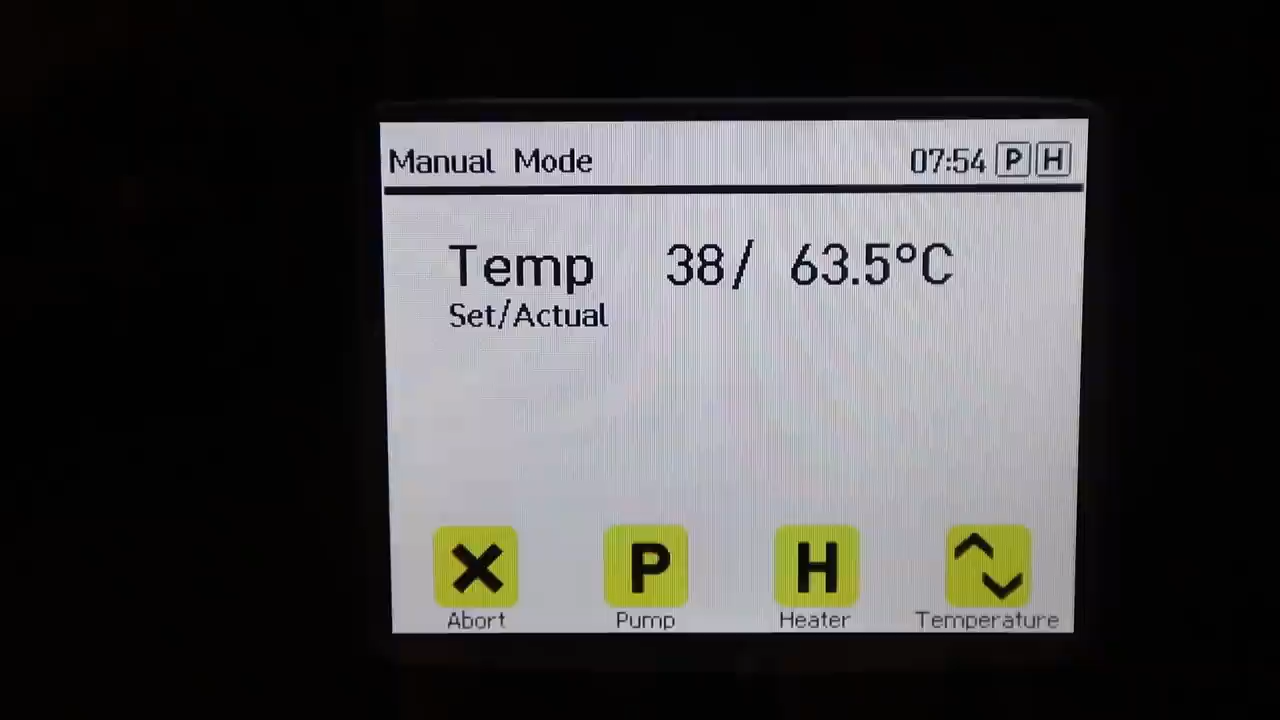 Manual Mode 07:54 P H
Temp 38/ 63.5°C
Set/Actual
P H
Abort Pump Heater Temperature